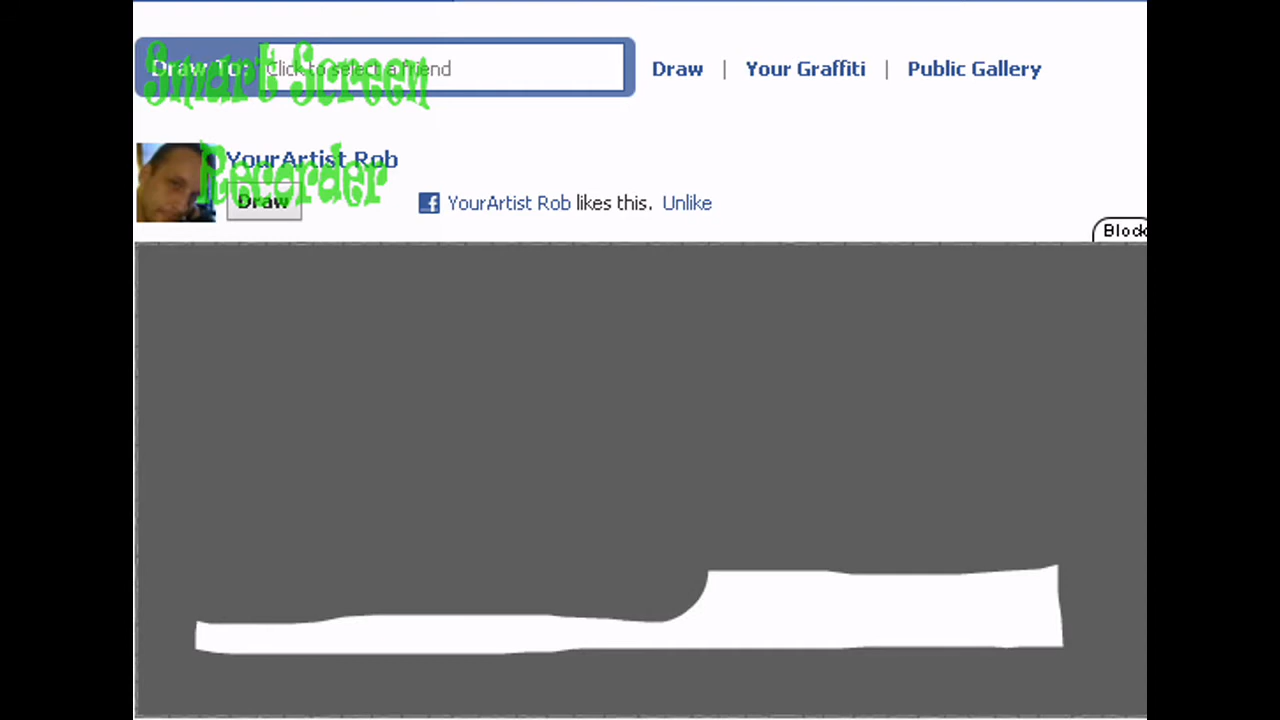 Draw To: Click to select a friend Draw | Your Graffiti | Public Gallery
Smart Screen
Recorder
YourArtist Rob
Draw
YourArtist Rob likes this. Unlike
Block